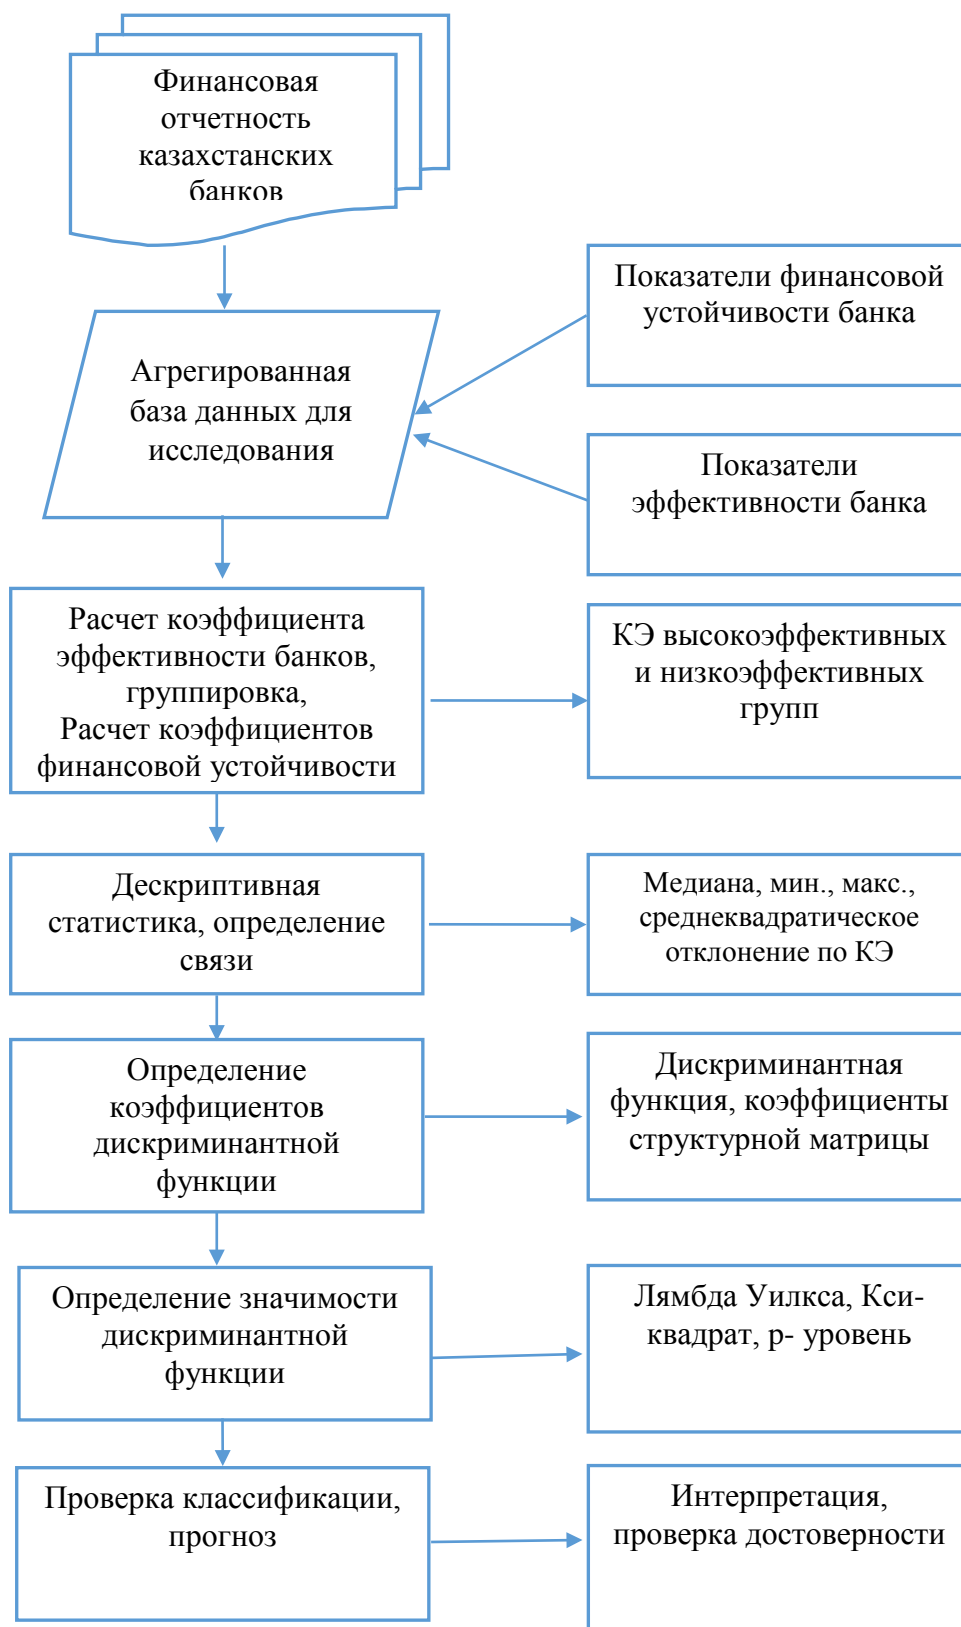 Финансовая
отчетность
казахстанских
банков
Показатели финансовой
устойчивости банка
Агрегированная
база данных для
исследования
Показатели
эффективности банка
Расчет коэффициента
эффективности банков,
группировка,
Расчет коэффициентов
финансовой устойчивости
КЭ высокоэффективных
и низкоэффективных
групп
Дескриптивная
статистика, определение
связи
Медиана, мин., макс.,
среднеквадратическое
отклонение по КЭ
Определение
коэффициентов
дискриминантной
функции
Дискриминантная
функция, коэффициенты
структурной матрицы
Определение значимости
дискриминантной
функции
Лямбда Уилкса, Кси-
квадрат, р- уровень
Проверка классификации,
прогноз
Интерпретация,
проверка достоверности